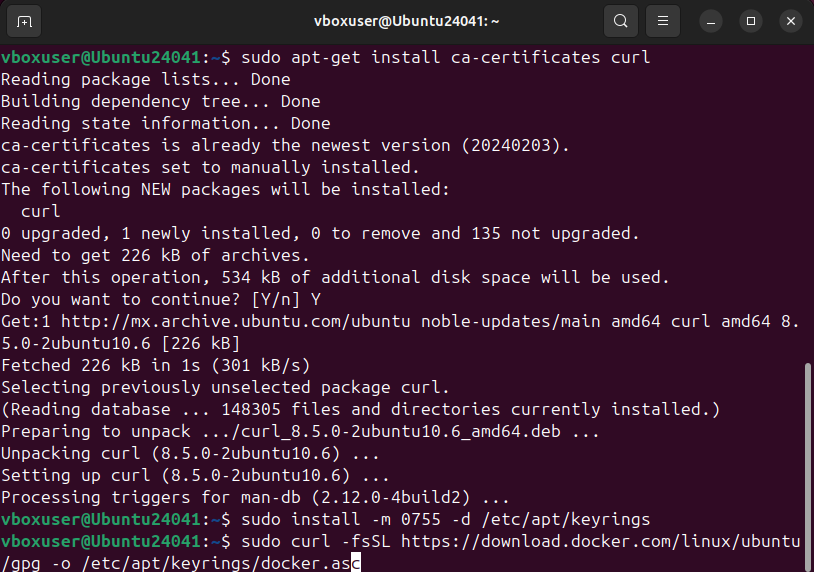 vboxuser@Ubuntu24041: ~
vboxuser@Ubuntu24041:~$ sudo apt-get install ca-certificates curl
Reading package lists... Done
Building dependency tree... Done
Reading state information... Done
ca-certificates is already the newest version (20240203).
ca-certificates set to manually installed.
The following NEW packages will be installed:
  curl
0 upgraded, 1 newly installed, 0 to remove and 135 not upgraded.
Need to get 226 kB of archives.
After this operation, 534 kB of additional disk space will be used.
Do you want to continue? [Y/n] Y
Get:1 http://mx.archive.ubuntu.com/ubuntu noble-updates/main amd64 curl amd64 8.
5.0-2ubuntu10.6 [226 kB]
Fetched 226 kB in 1s (301 kB/s)
Selecting previously unselected package curl.
(Reading database ... 148305 files and directories currently installed.)
Preparing to unpack .../curl_8.5.0-2ubuntu10.6_amd64.deb ...
Unpacking curl (8.5.0-2ubuntu10.6) ...
Setting up curl (8.5.0-2ubuntu10.6) ...
Processing triggers for man-db (2.12.0-4build2) ...
vboxuser@Ubuntu24041:~$ sudo install -m 0755 -d /etc/apt/keyrings
vboxuser@Ubuntu24041:~$ sudo curl -fsSL https://download.docker.com/linux/ubuntu
/gpg -o /etc/apt/keyrings/docker.asc